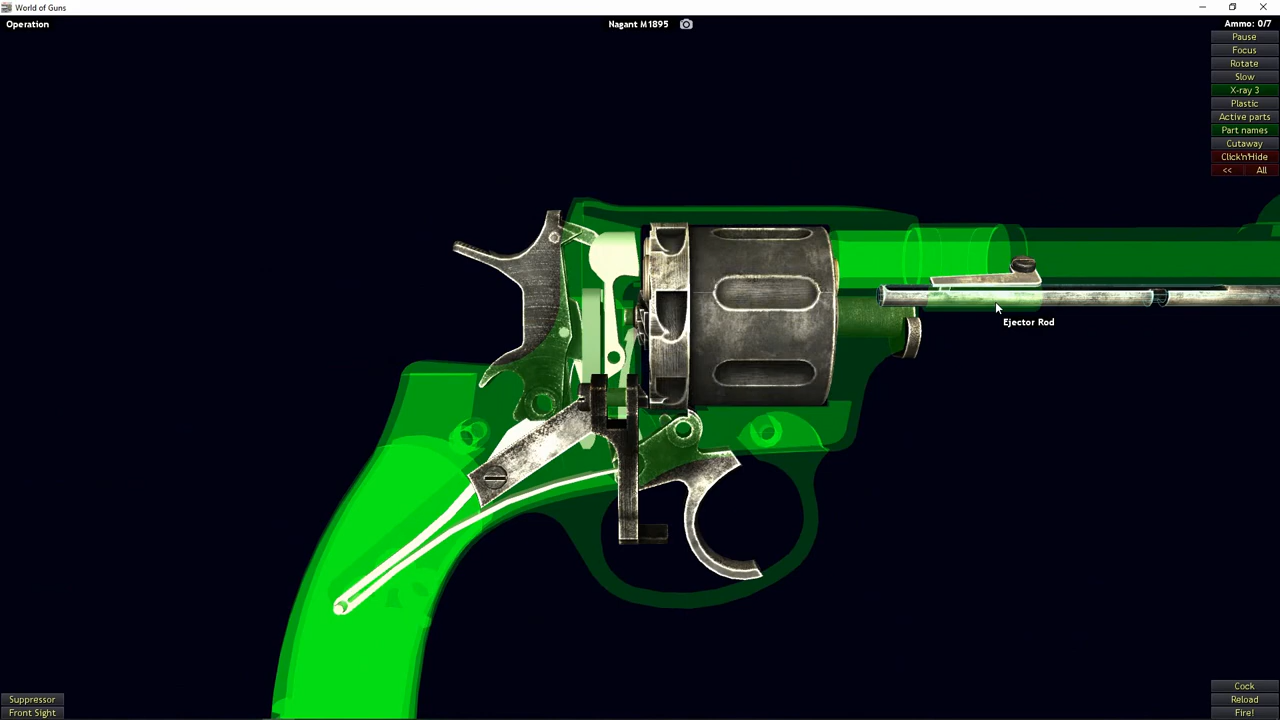 World of Guns
Operation
Nagant M1895
Ammo: 0/7
Pause
Focus
Rotate
Slow
X-ray 3
Plastic
Active parts
Part names
Cutaway
Click'n'Hide
<< All
Ejector Rod
Suppressor
Front Sight
Cock
Reload
Fire!